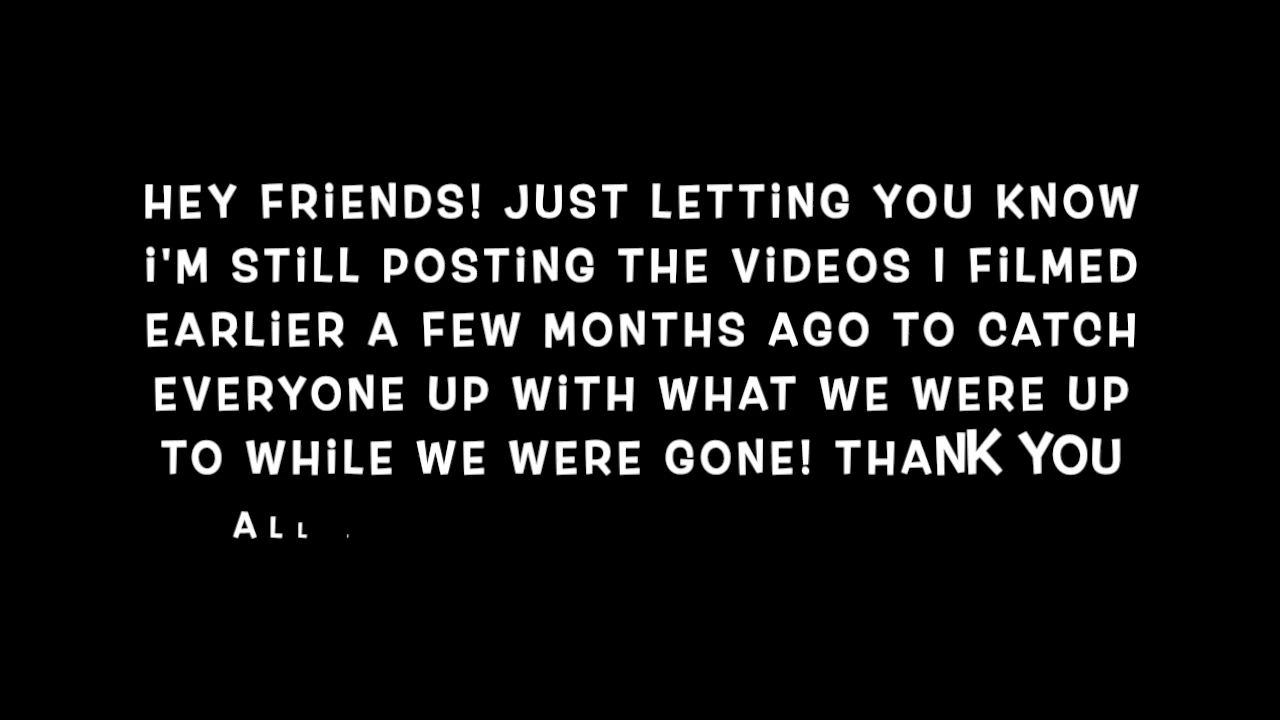 HEY FRiENDS! JUST LETTiNG YOU KNOW
i'M STiLL POSTiNG THE ViDEOS I FiLMED
EARLiER A FEW MONTHS AGO TO CATCH
EVERYONE UP WiTH WHAT WE WERE UP
TO WHiLE WE WERE GONE! THANK YOU
ALL